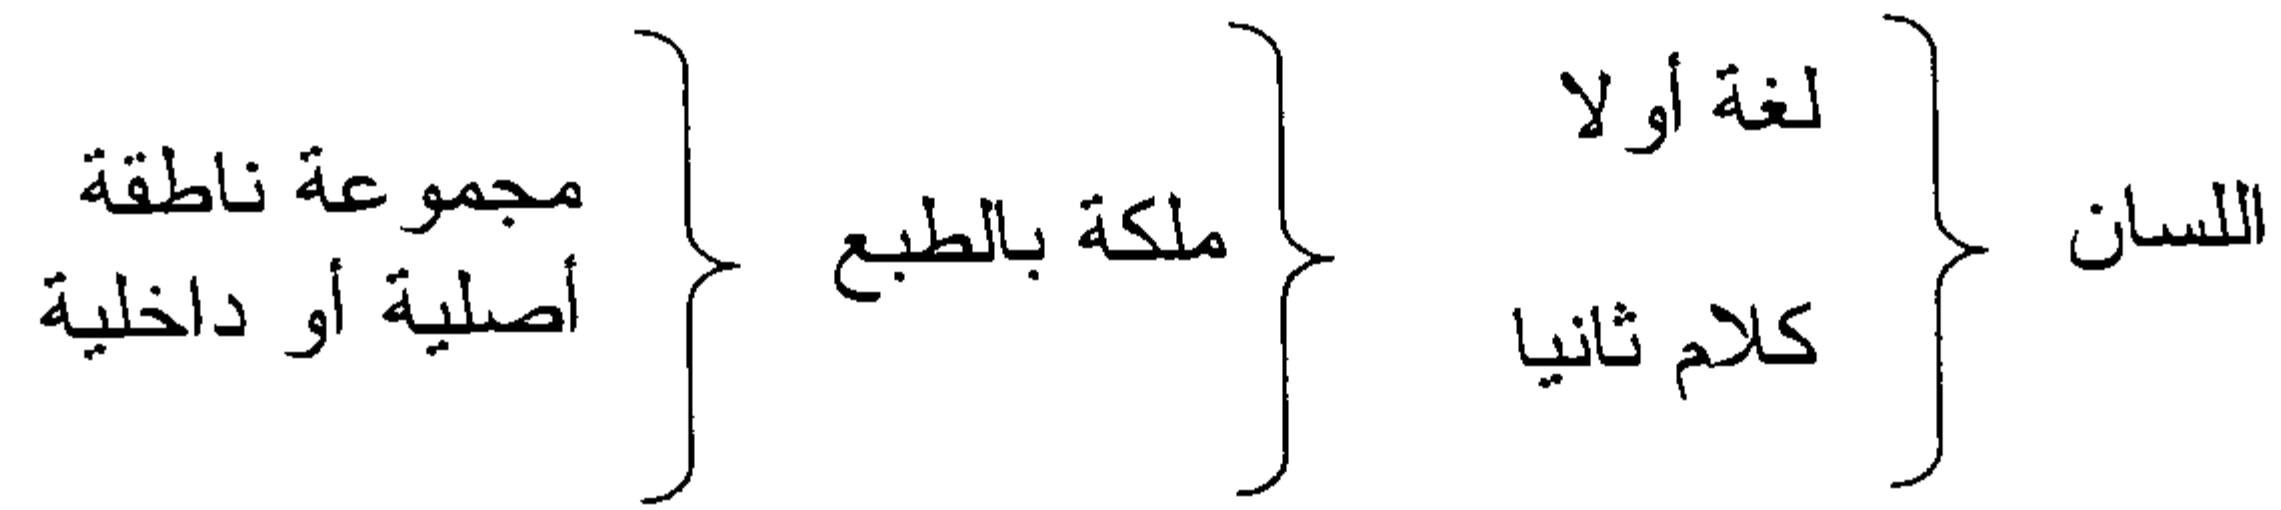 اللسان
لغة أولا
كلام ثانيا
ملكة بالطبع
مجموعة ناطقة
أصلية أو داخلية